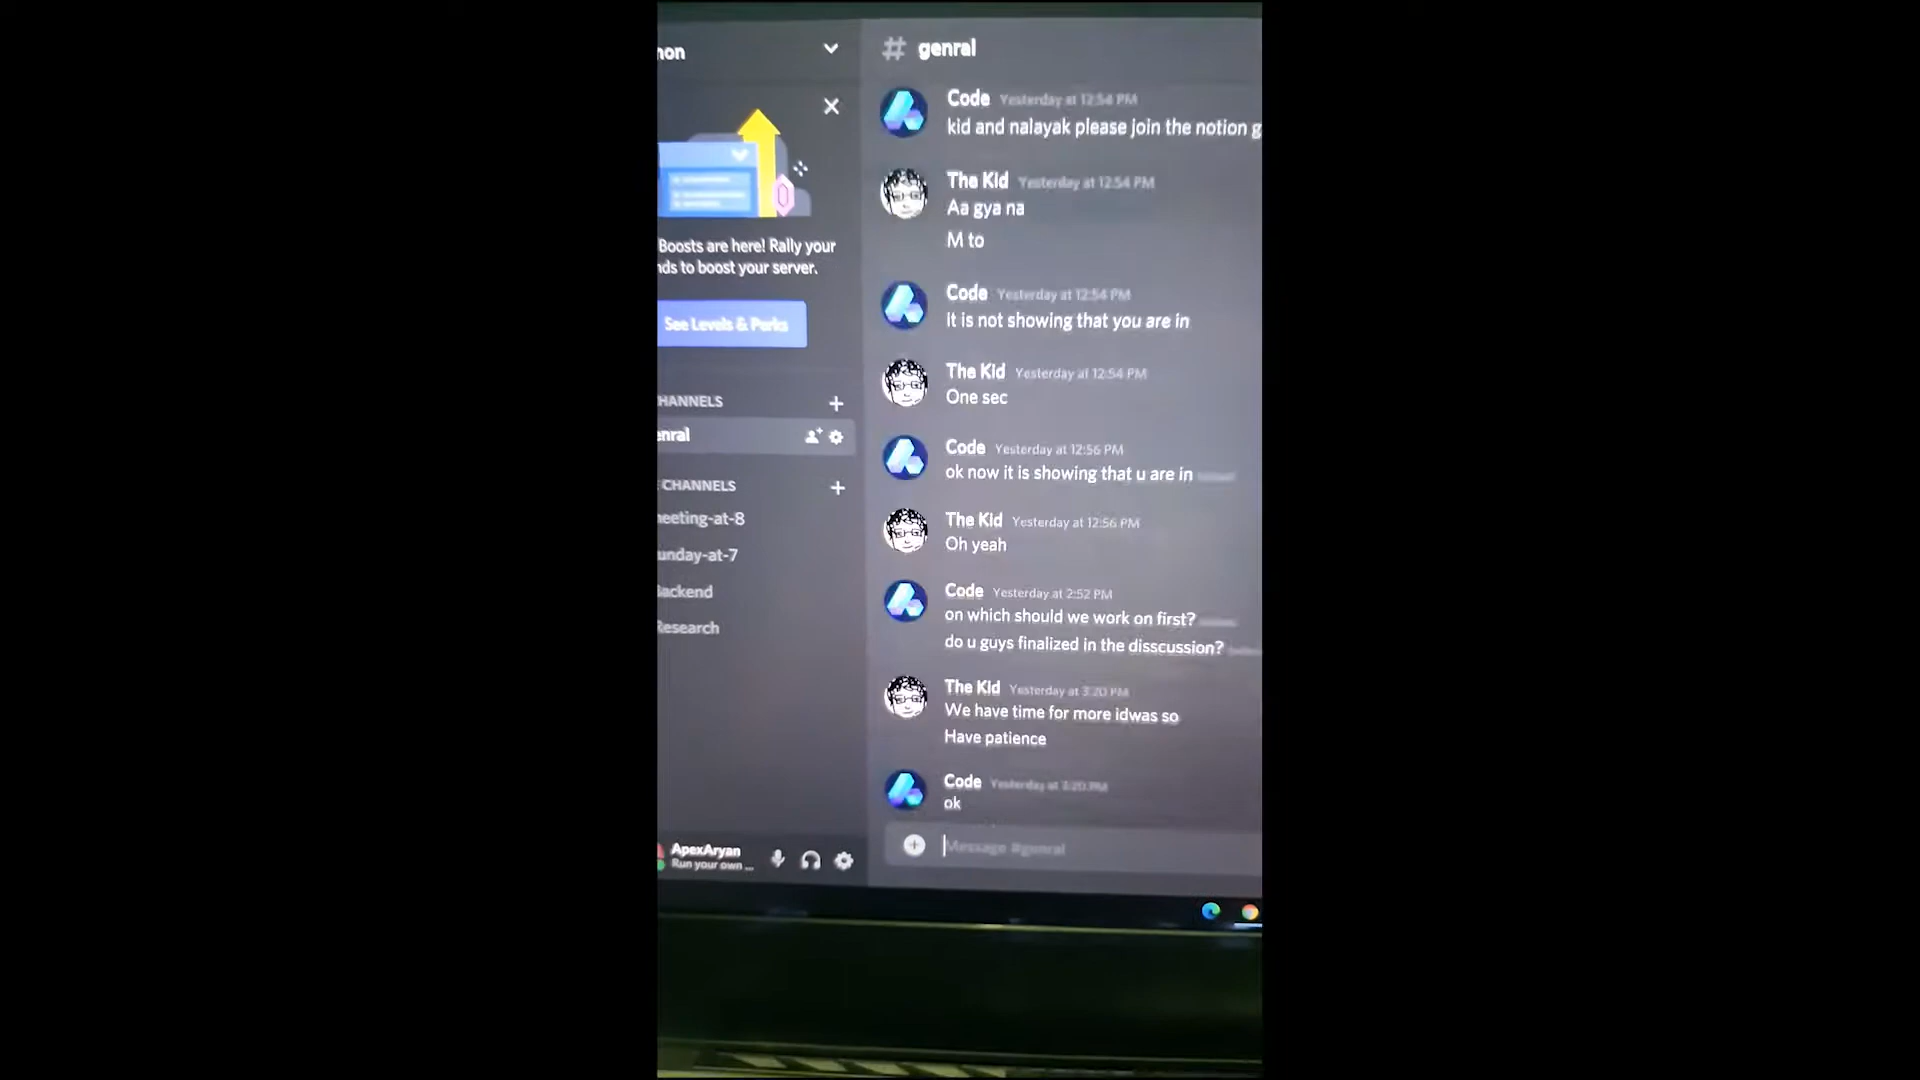 non
Boosts are here! Rally your
nds to boost your server.
See Levels & Perks
HANNELS
enral
CHANNELS
neeting-at-8
unday-at-7
Backend
Research
ApexAryan
Run your own ...
# genral
Code Yesterday at 12:54 PM
kid and nalayak please join the notion g
The Kid Yesterday at 12:54 PM
Aa gya na
M to
Code Yesterday at 12:54 PM
It is not showing that you are in
The Kid Yesterday at 12:54 PM
One sec
Code Yesterday at 12:56 PM
ok now it is showing that u are in
The Kid Yesterday at 12:56 PM
Oh yeah
Code Yesterday at 2:52 PM
on which should we work on first?
do u guys finalized in the disscussion?
The Kid Yesterday at 3:20 PM
We have time for more idwas so
Have patience
Code Yesterday at 3:20 PM
ok
Message #genral